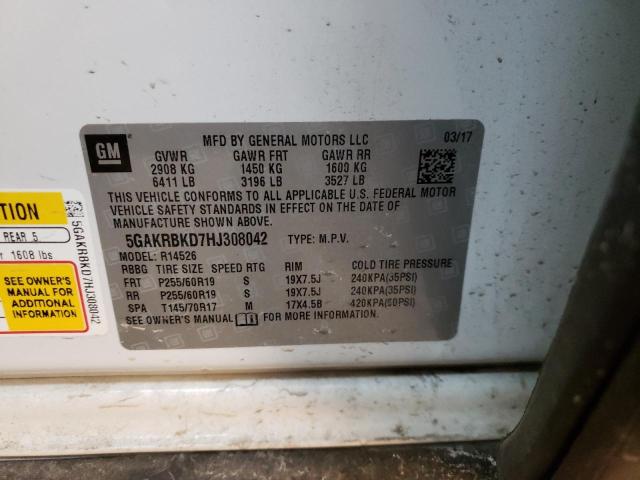 GM
MFD BY GENERAL MOTORS LLC 03/17
GVWR GAWR FRT GAWR RR
2908 KG 1450 KG 1600 KG
6411 LB 3196 LB 3527 LB
THIS VEHICLE CONFORMS TO ALL APPLICABLE U.S. FEDERAL MOTOR
VEHICLE SAFETY STANDARDS IN EFFECT ON THE DATE OF
MANUFACTURE SHOWN ABOVE.
5GAKRBKD7HJ308042 TYPE: M.P.V.
MODEL: R14526
RBBG TIRE SIZE SPEED RTG RIM COLD TIRE PRESSURE
FRT P255/60R19 S 19X7.5J 240KPA(35PSI)
RR P255/60R19 S 19X7.5J 240KPA(35PSI)
SPA T145/70R17 M 17X4.5B 420KPA(60PSI)
SEE OWNER'S MANUAL FOR MORE INFORMATION
TION
REAR 5
1608 lbs
SEE OWNER'S
MANUAL FOR
ADDITIONAL
INFORMATION
5GAKRBKD7HJ308042